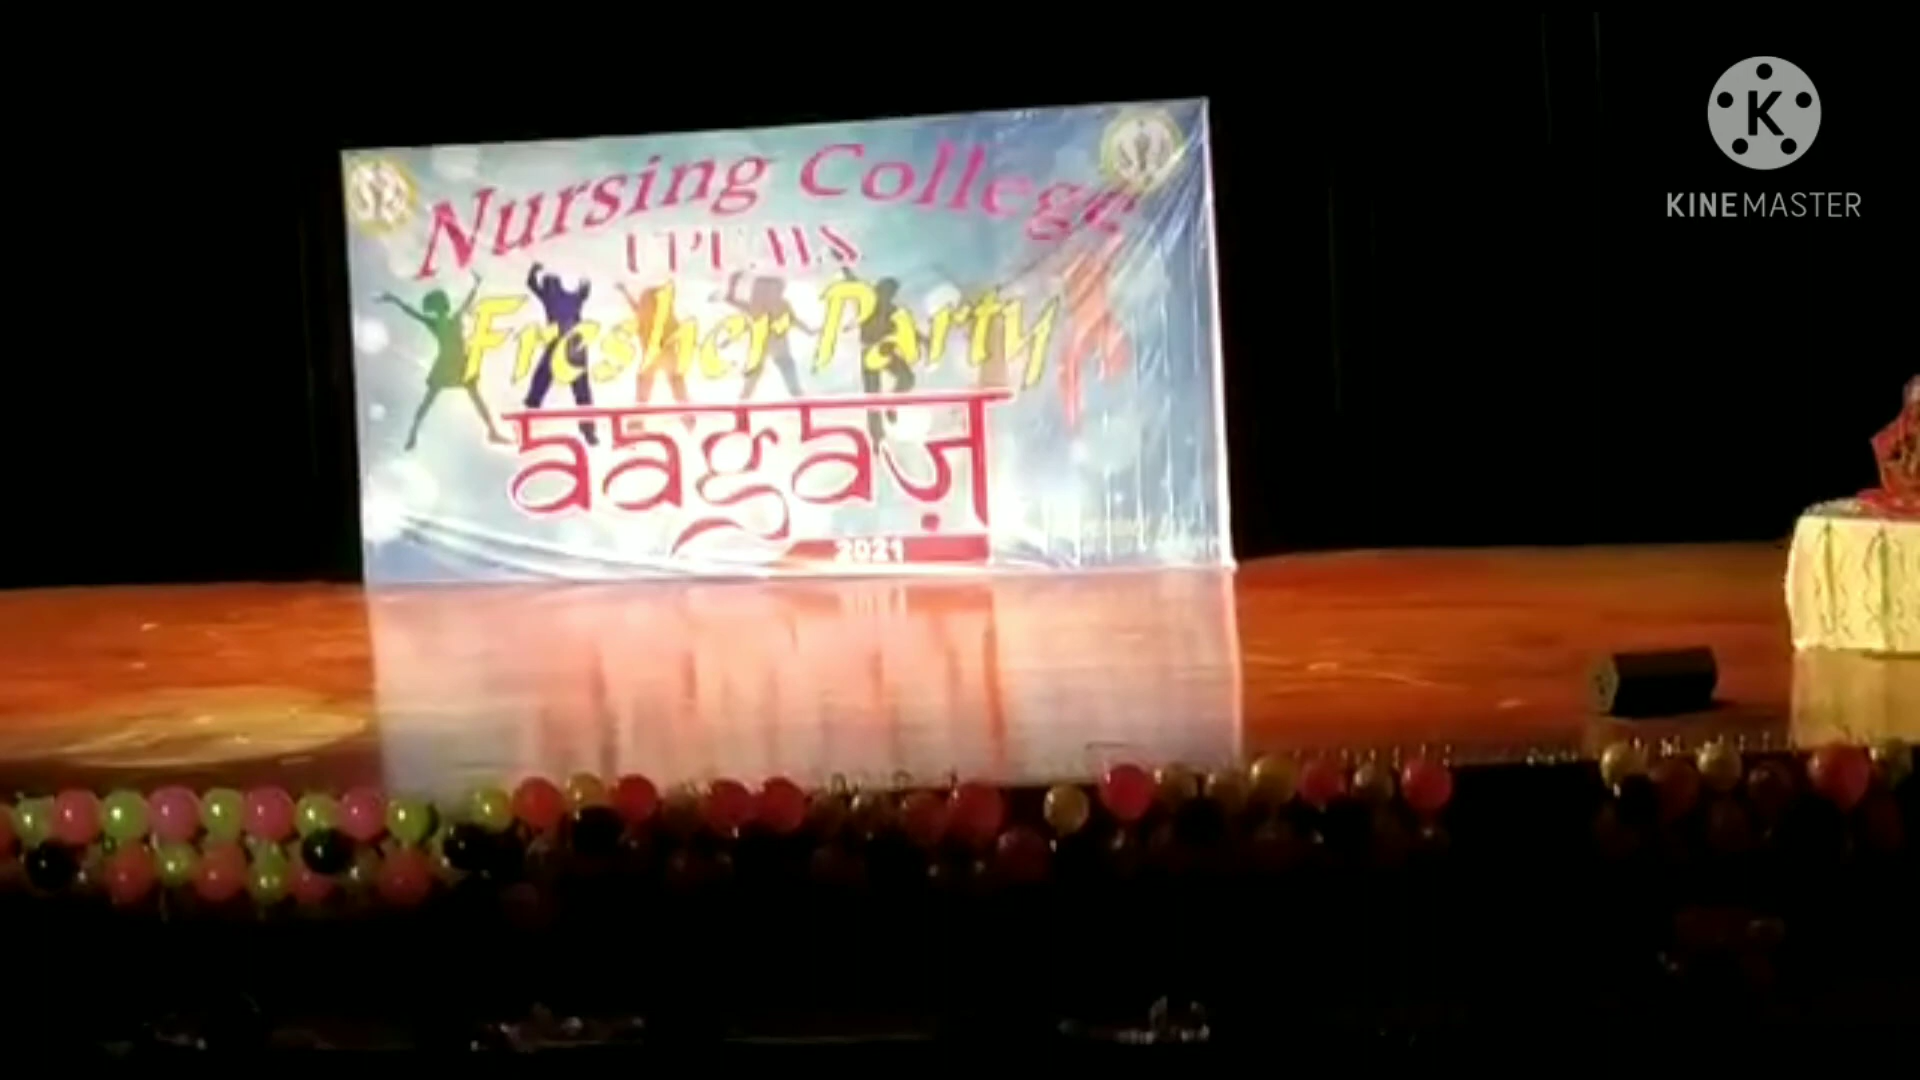 Nursing College
UPUMS
Fresher Party
aagaज़
2021
K
KINEMASTER